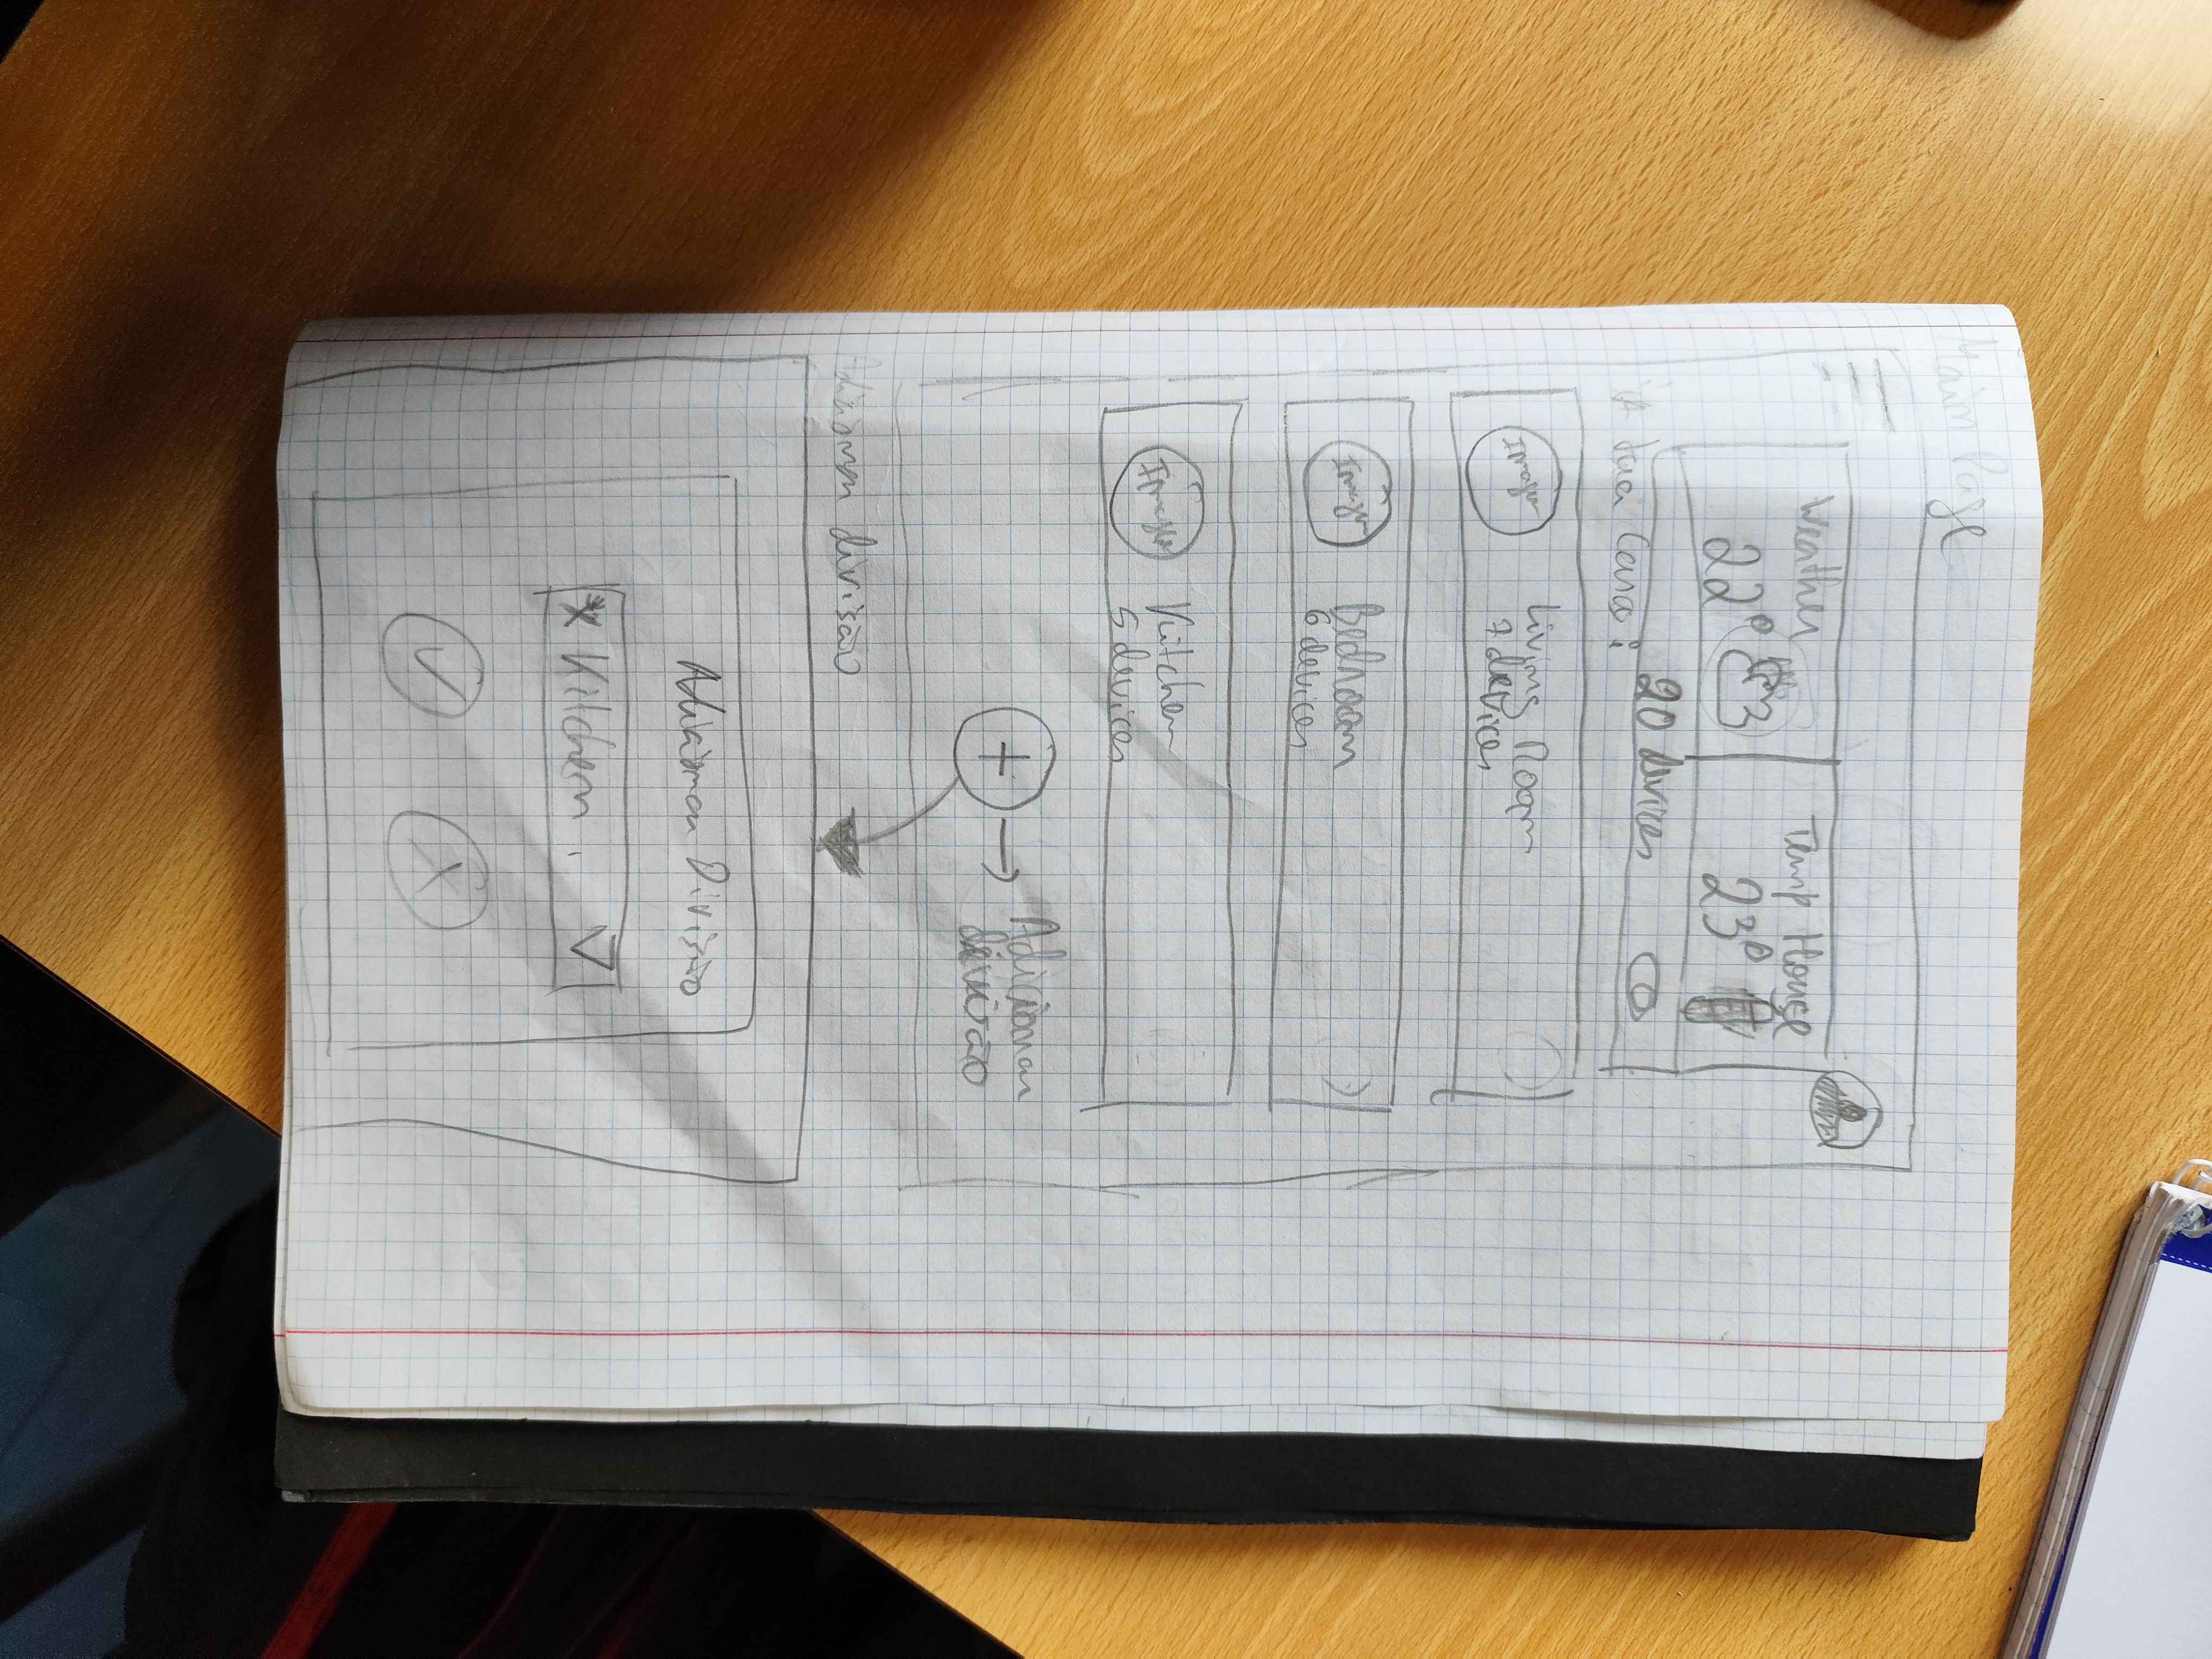 Main Page
Weather
22°
Temp House
23°
20 devices
A tua Casa:
Imagem
Living Room
7 devices
Imagem
Bedroom
6 devices
Imagem
Kitchen
5 devices
+ → Adicionar
divisão
Adicionar divisão
Adicionar Divisão
Kitchen